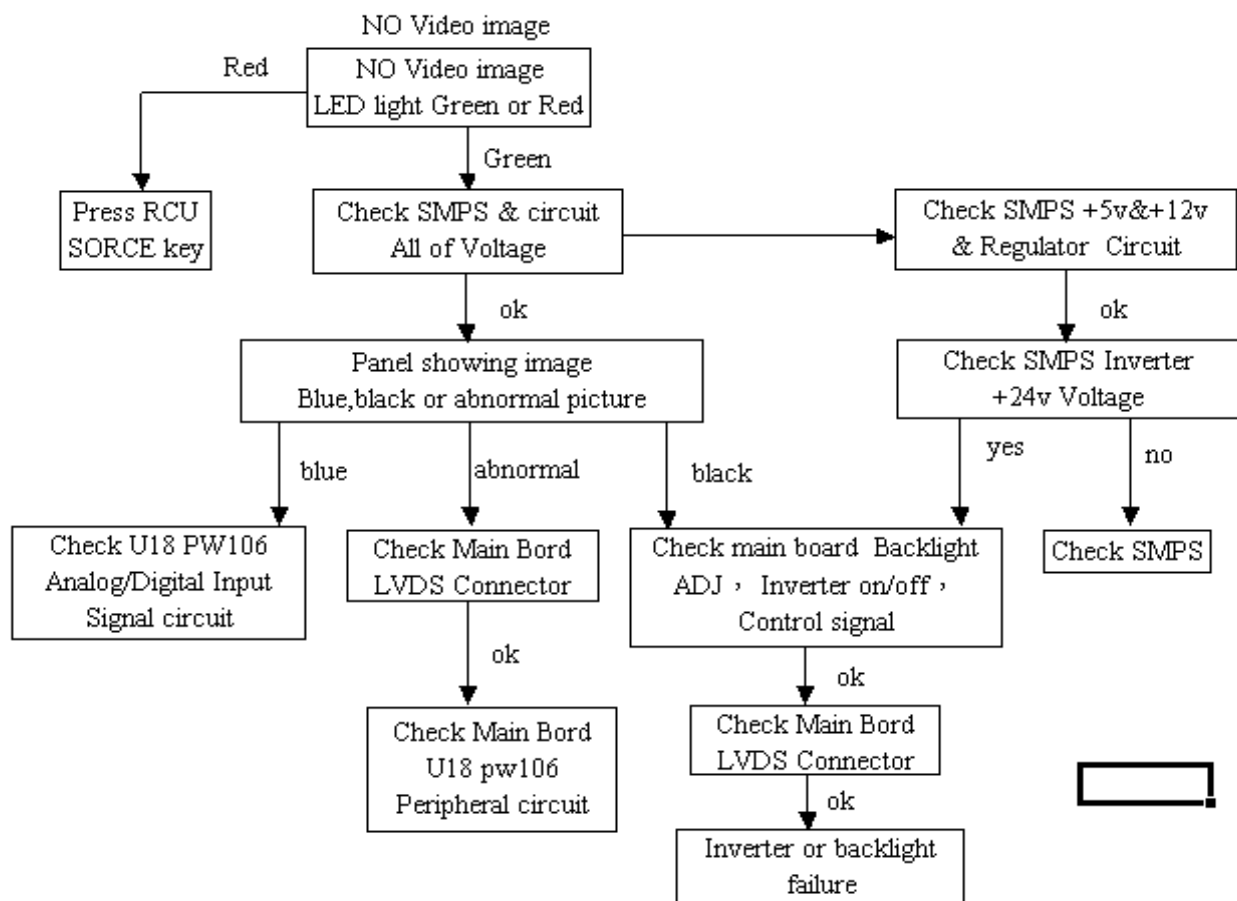 NO Video image
NO Video image
LED light Green or Red
Red
Green
Press RCU
SORCE key
Check SMPS & circuit
All of Voltage
Check SMPS +5v&+12v
& Regulator Circuit
ok
ok
Panel showing image
Blue,black or abnormal picture
Check SMPS Inverter
+24v Voltage
blue
abnormal
black
yes
no
Check U18 PW106
Analog/Digital Input
Signal circuit
Check Main Bord
LVDS Connector
Check main board Backlight
ADJ， Inverter on/off，
Control signal
Check SMPS
ok
ok
Check Main Bord
U18 pw106
Peripheral circuit
Check Main Bord
LVDS Connector
ok
Inverter or backlight
failure